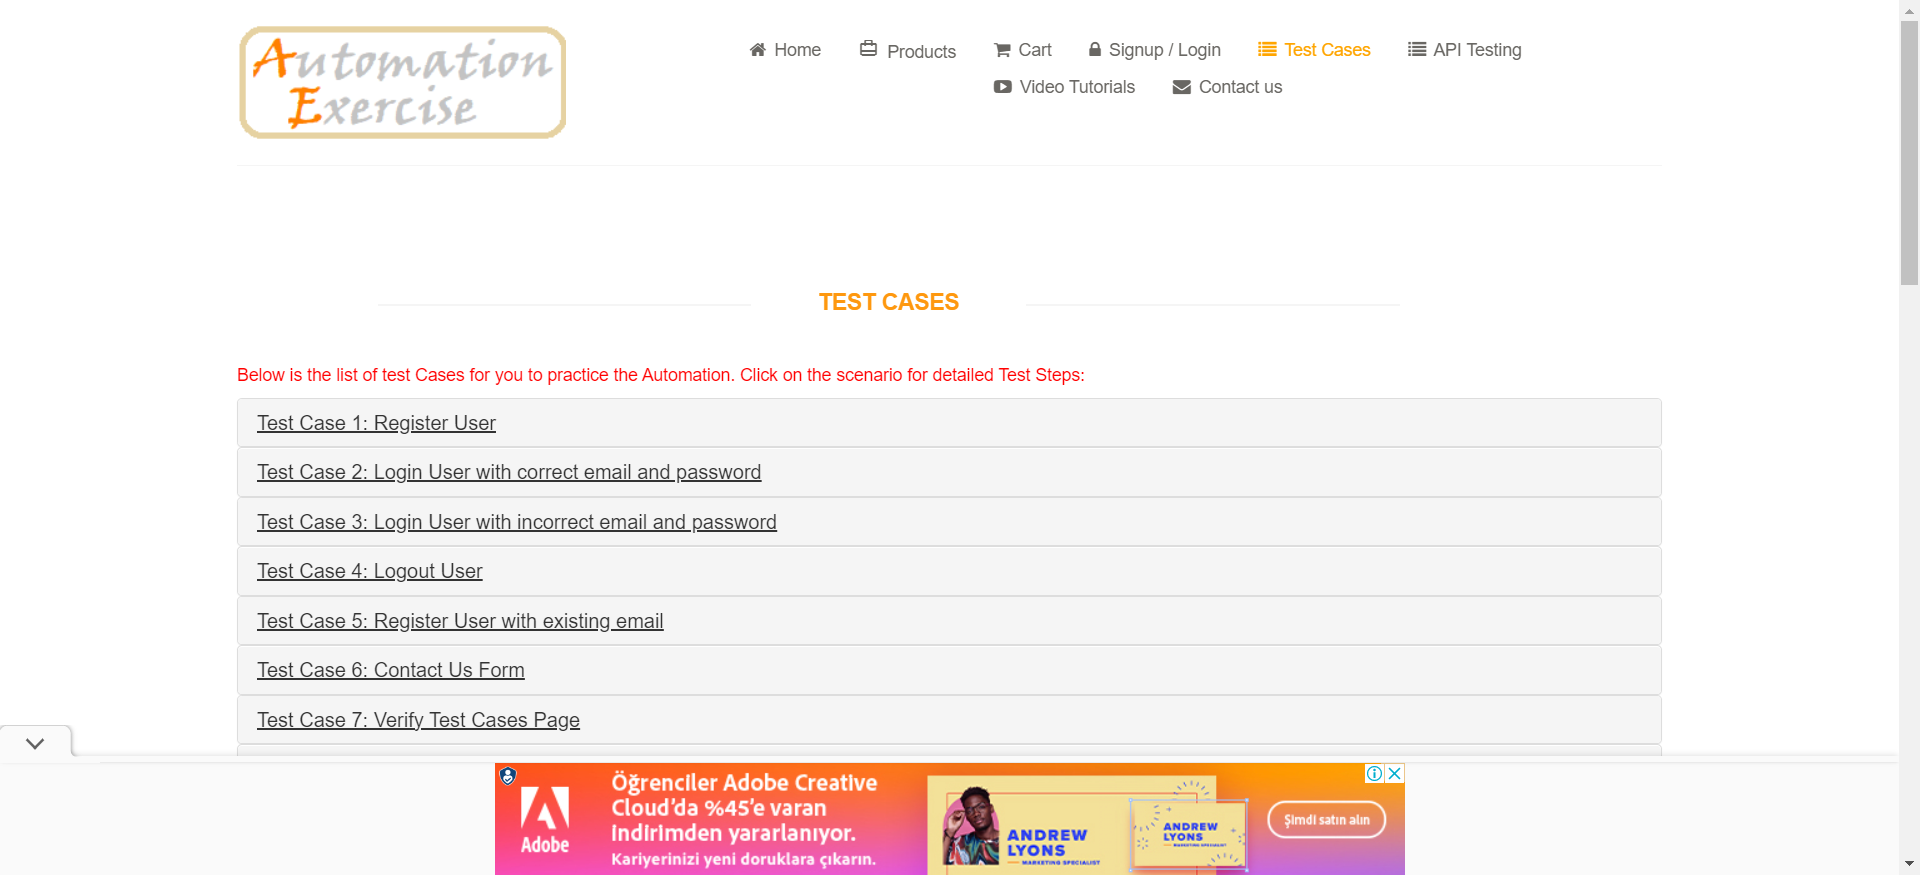 Automation
Exercise
Home
Products
Cart
Signup / Login
Test Cases
API Testing
Video Tutorials
Contact us
TEST CASES
Below is the list of test Cases for you to practice the Automation. Click on the scenario for detailed Test Steps:
Test Case 1: Register User
Test Case 2: Login User with correct email and password
Test Case 3: Login User with incorrect email and password
Test Case 4: Logout User
Test Case 5: Register User with existing email
Test Case 6: Contact Us Form
Test Case 7: Verify Test Cases Page
Adobe
Öğrenciler Adobe Creative
Cloud'da %45'e varan
indirimden yararlanıyor.
Kariyerinizi yeni doruklara çıkarın.
ANDREW
LYONS
MARKETING SPECIALIST
ANDREW
LYONS
MARKETING SPECIALIST
Şimdi satın alın